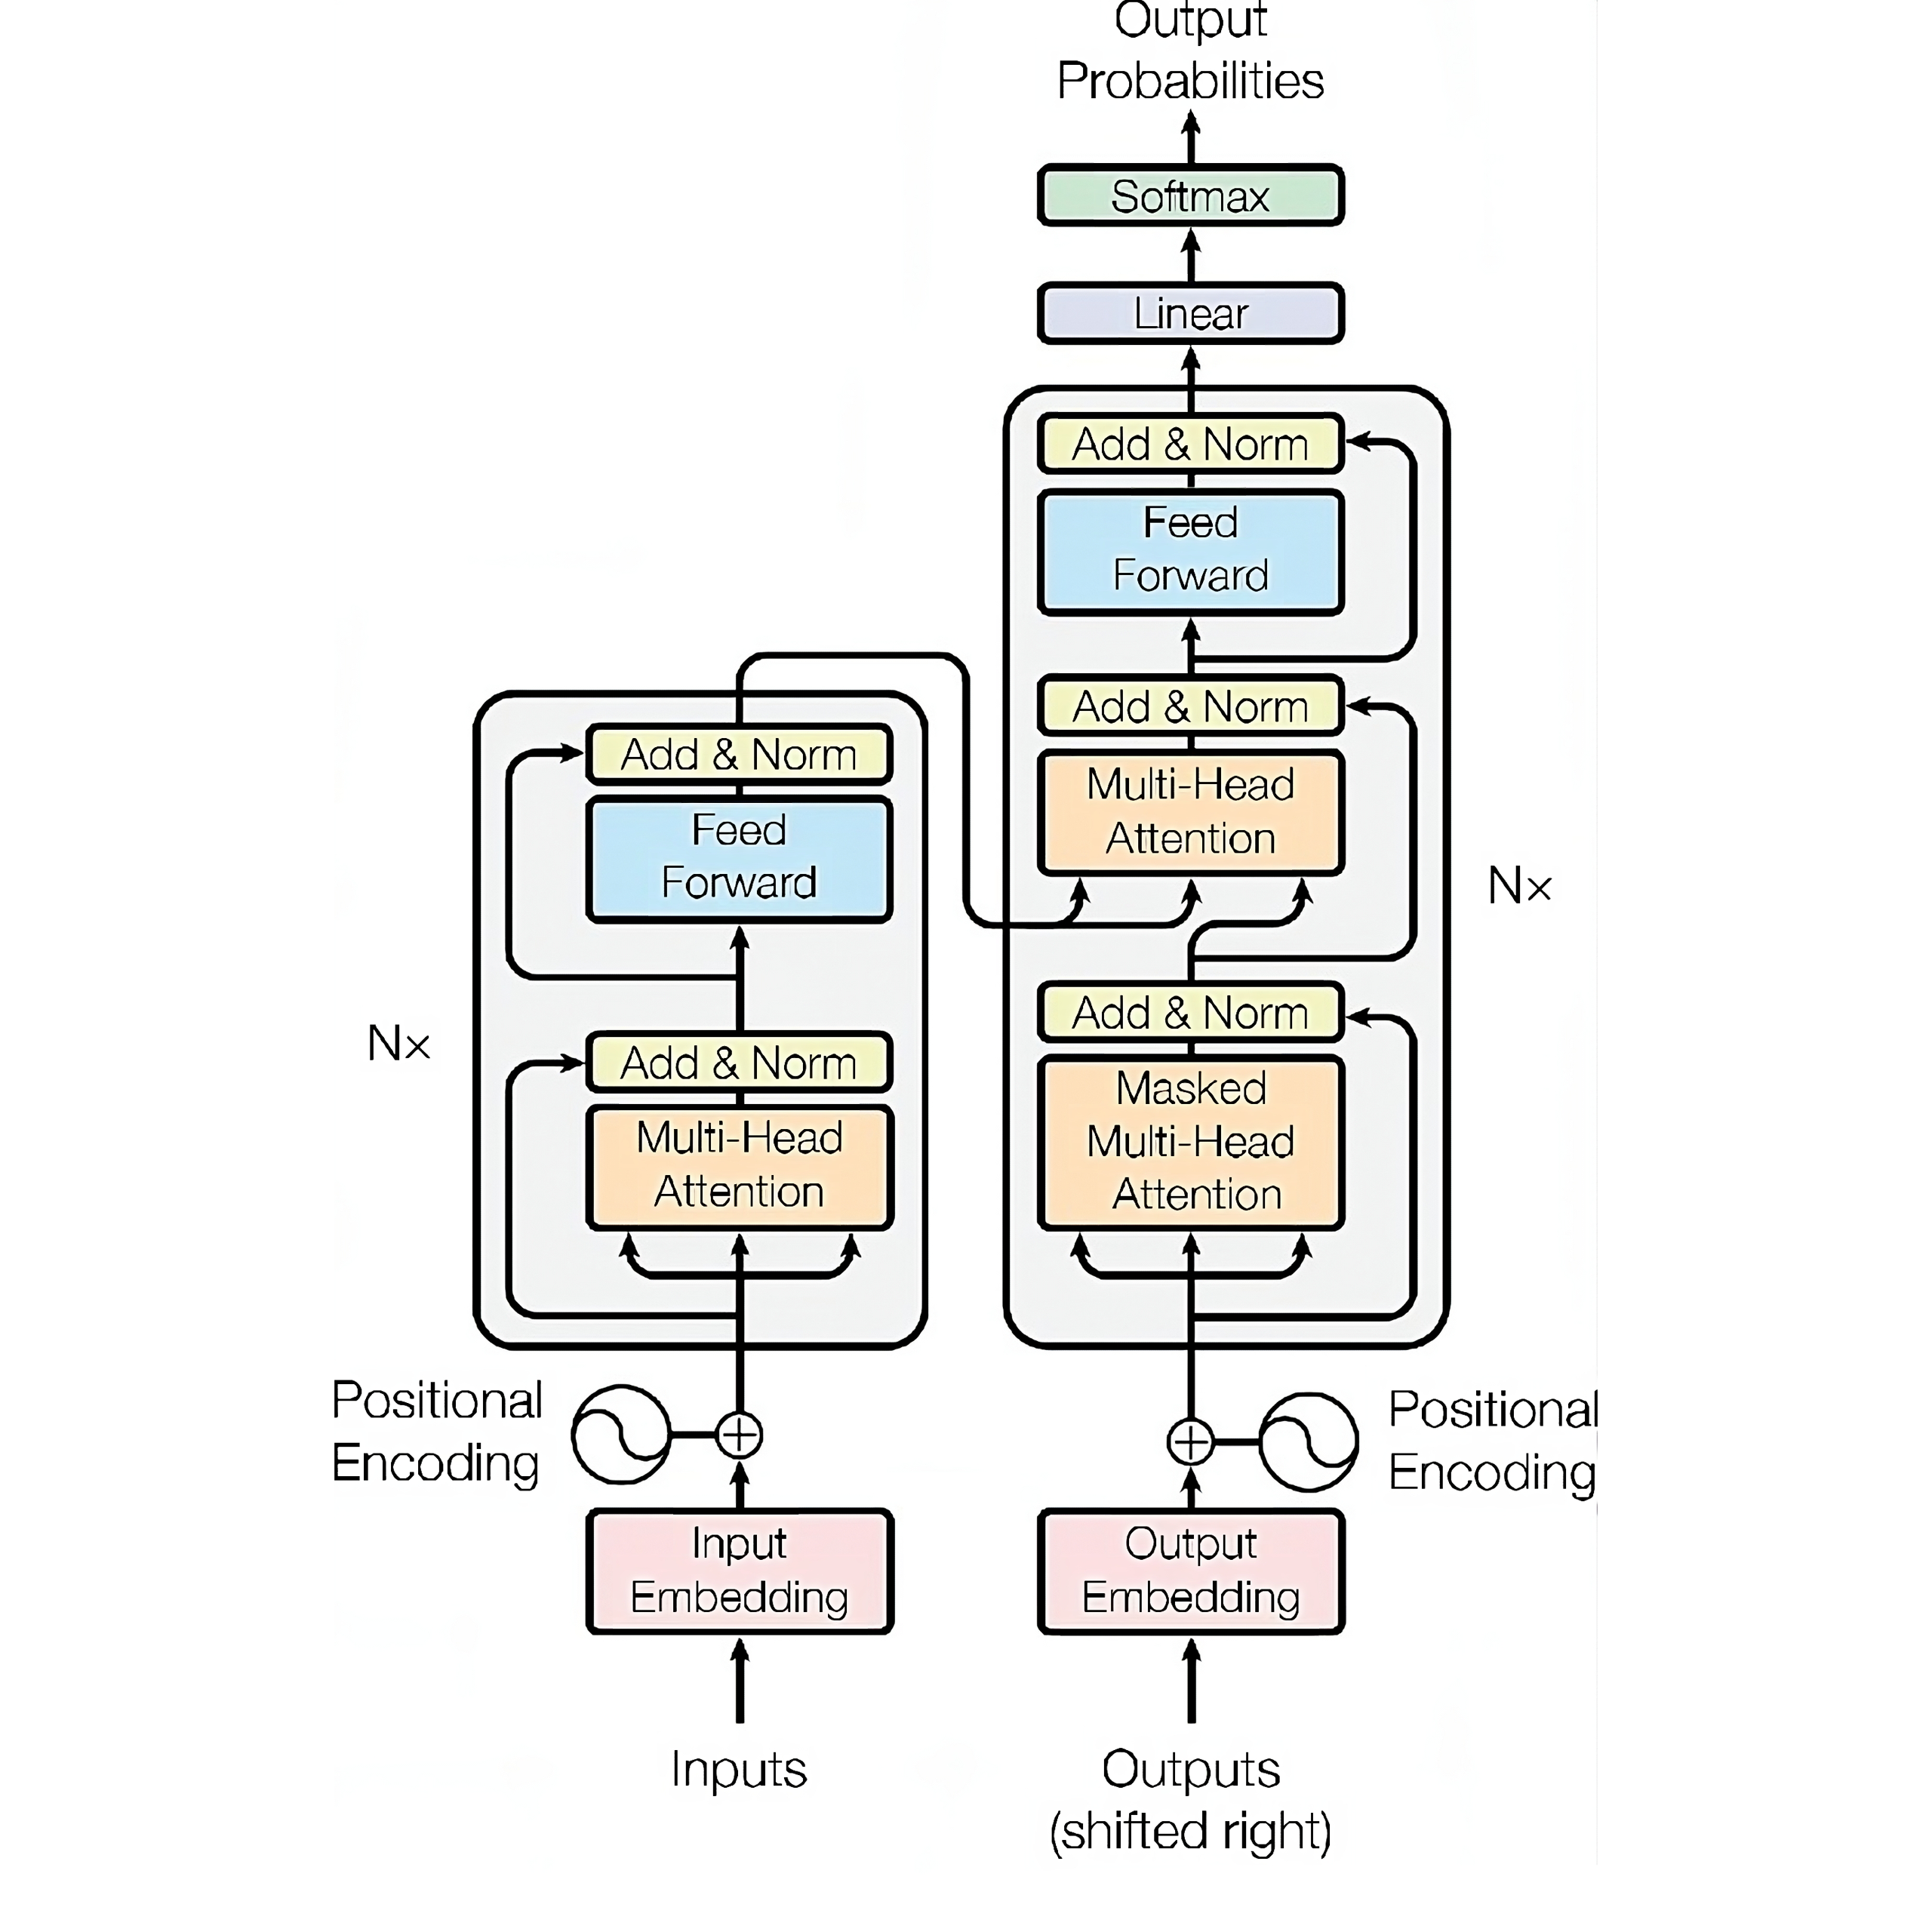 Output
Probabilities
Softmax
Linear
Add & Norm
Feed
Forward
Add & Norm
Multi-Head
Attention
Nx
Add & Norm
Masked
Multi-Head
Attention
Add & Norm
Feed
Forward
Nx
Add & Norm
Multi-Head
Attention
Positional
Encoding
Positional
Encoding
Input
Embedding
Output
Embedding
Inputs
Outputs
(shifted right)